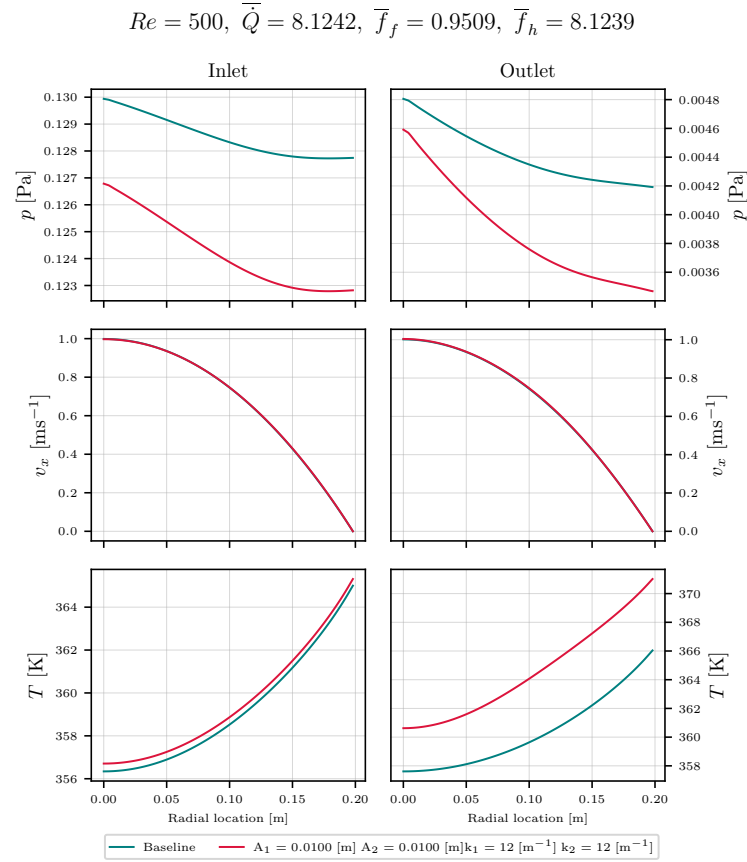 Re = 500, \overline{\dot{Q}} = 8.1242, \overline{f}_f = 0.9509, \overline{f}_h = 8.1239
Inlet
Outlet
p [Pa]
0.130
0.129
0.128
0.127
0.126
0.125
0.124
0.123
0.0048
0.0046
0.0044
0.0042
0.0040
0.0038
0.0036
p [Pa]
v_x [ms⁻¹]
1.0
0.8
0.6
0.4
0.2
0.0
1.0
0.8
0.6
0.4
0.2
0.0
v_x [ms⁻¹]
T [K]
364
362
360
358
356
370
368
366
364
362
360
358
T [K]
0.00 0.05 0.10 0.15 0.20
0.00 0.05 0.10 0.15 0.20
Radial location [m]
Radial location [m]
Baseline
A₁ = 0.0100 [m] A₂ = 0.0100 [m]k₁ = 12 [m⁻¹] k₂ = 12 [m⁻¹]